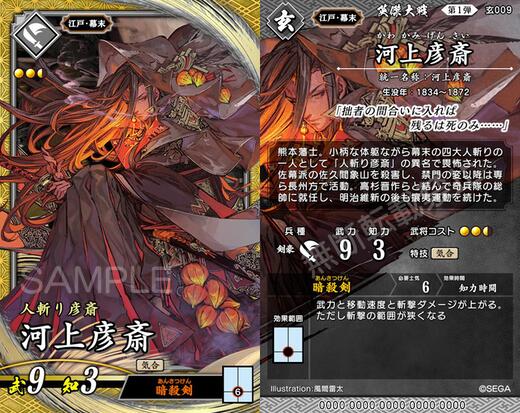 江戸・幕末
SAMPLE
人斬り彦斎
河上彦斎
気合
武9 知3
あんさつけん
暗殺剣
6
玄
江戸・幕末
英傑大戦
第1弾
玄009
かわかみげんさい
河上彦斎
統一名称:河上彦斎
生没年:1834~1872
「拙者の間合いに入れば
残るは死のみ……」
熊本藩士。小柄な体躯ながら幕末の四大人斬りの
一人として「人斬り彦斎」の異名で畏怖された。
佐幕派の佐久間象山を殺害し、禁門の変以降は専
ら長州方で活動。高杉晋作らと結んで奇兵隊の総
帥に就任し、明治維新の後も攘夷運動を続けた。
兵種 武力 知力 武将コスト
剣豪 9 3 特技 気合
あんさつけん 必要士気 効果時間
暗殺剣 6 知力時間
効果範囲
武力と移動速度と斬撃ダメージが上がる。
ただし斬撃の範囲が狭くなる
Illustration:風間雷太
©SEGA
0000-0000-0000-0000-0000